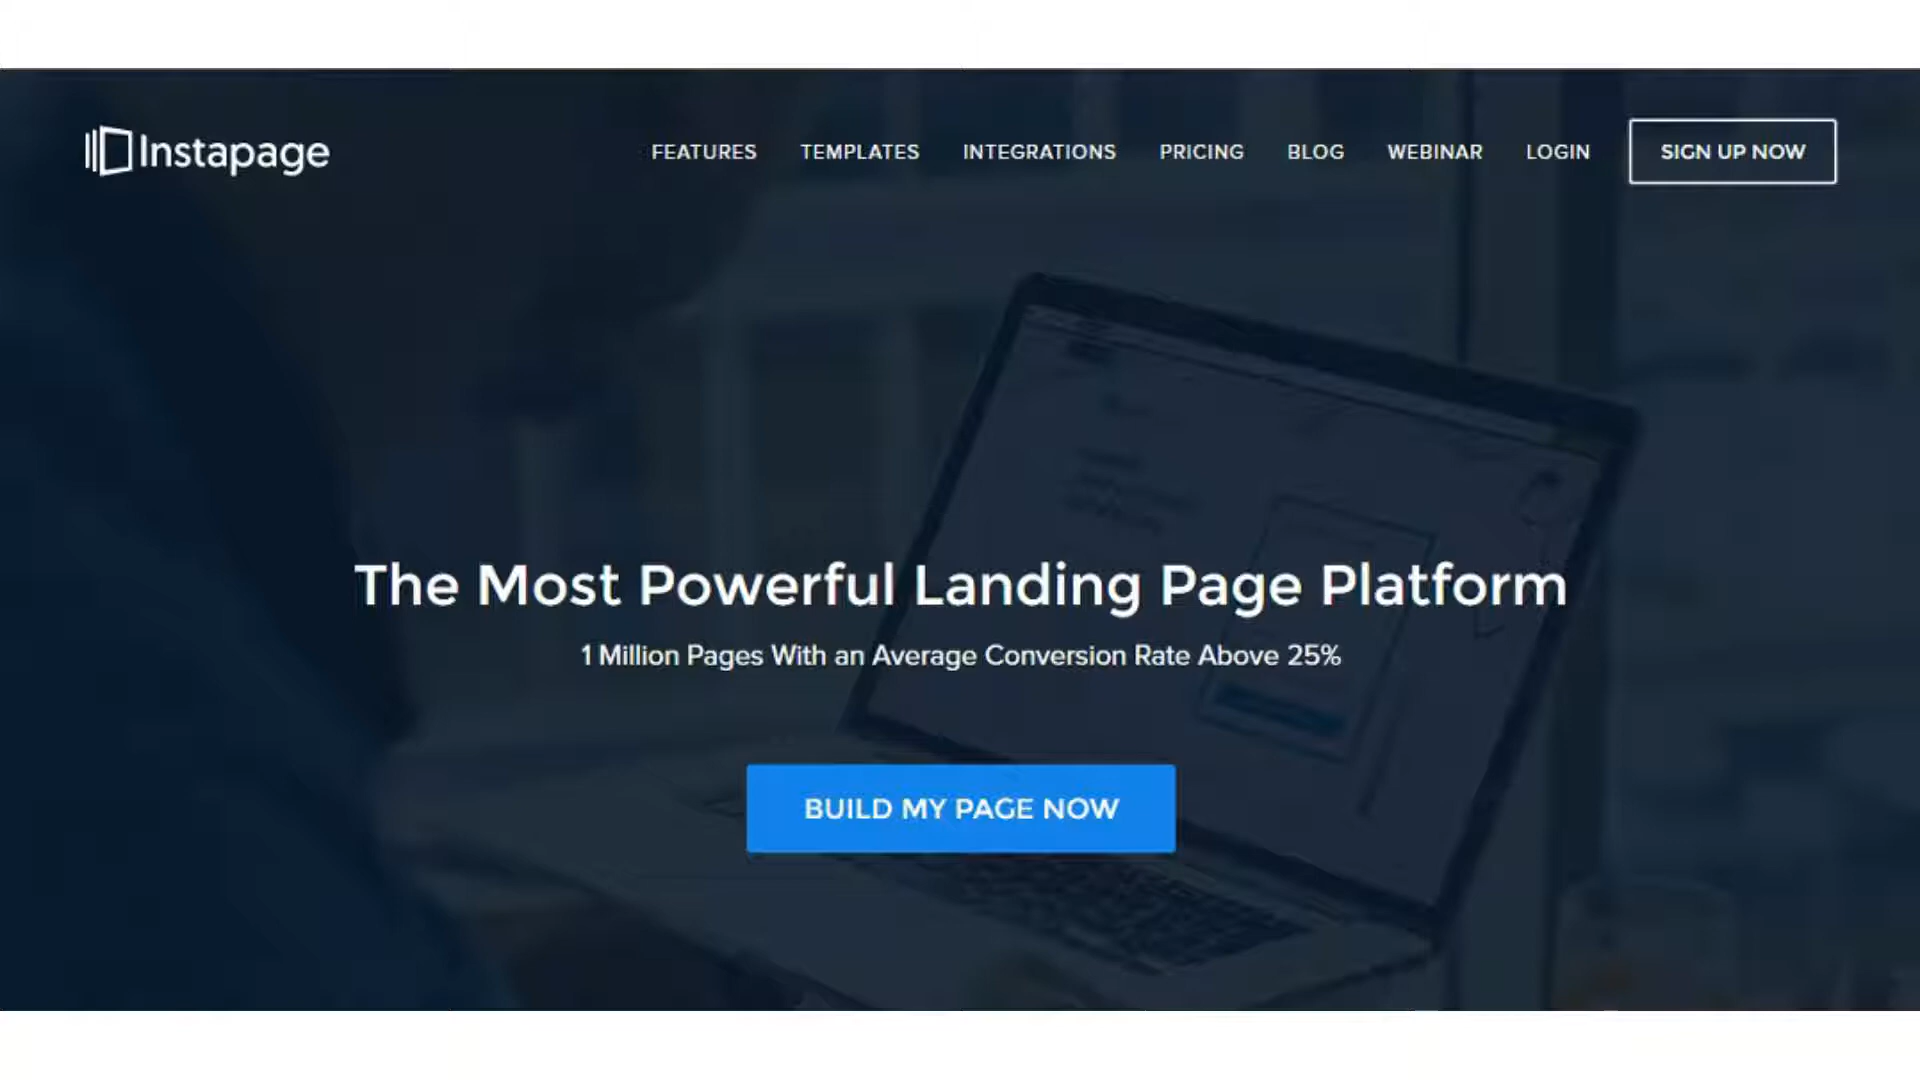 Instapage
FEATURES TEMPLATES INTEGRATIONS PRICING BLOG WEBINAR LOGIN SIGN UP NOW
The Most Powerful Landing Page Platform
1 Million Pages With an Average Conversion Rate Above 25%
BUILD MY PAGE NOW